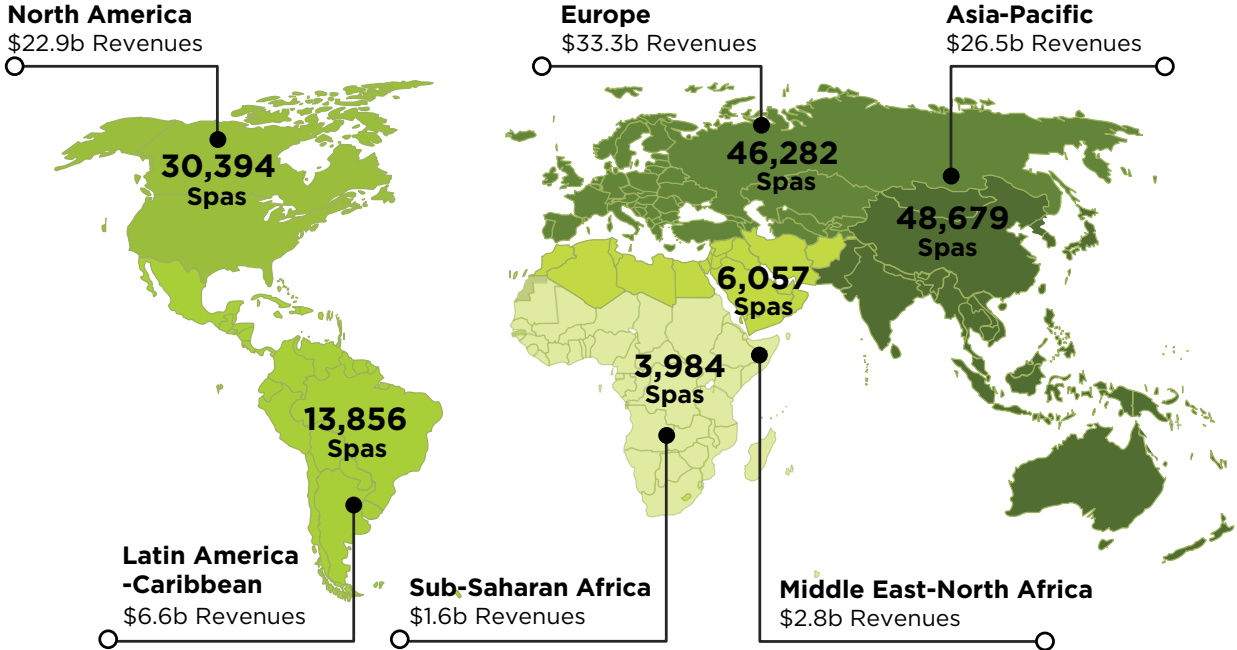 North America
$22.9b Revenues
Europe
$33.3b Revenues
Asia-Pacific
$26.5b Revenues
30,394
Spas
46,282
Spas
48,679
Spas
6,057
Spas
3,984
Spas
13,856
Spas
Latin America
-Caribbean
$6.6b Revenues
Sub-Saharan Africa
$1.6b Revenues
Middle East-North Africa
$2.8b Revenues